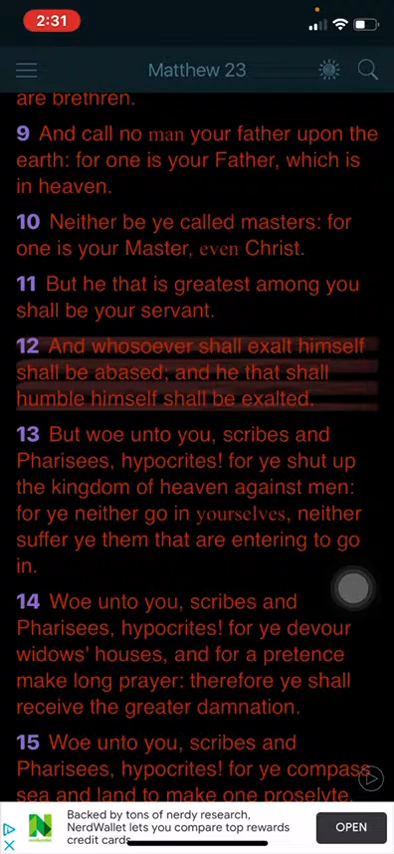 2:31
Matthew 23
are brethren.
9 And call no man your father upon the
earth: for one is your Father, which is
in heaven.
10 Neither be ye called masters: for
one is your Master, even Christ.
11 But he that is greatest among you
shall be your servant.
12 And whosoever shall exalt himself
shall be abased; and he that shall
humble himself shall be exalted.
13 But woe unto you, scribes and
Pharisees, hypocrites! for ye shut up
the kingdom of heaven against men:
for ye neither go in yourselves, neither
suffer ye them that are entering to go
in.
14 Woe unto you, scribes and
Pharisees, hypocrites! for ye devour
widows' houses, and for a pretence
make long prayer: therefore ye shall
receive the greater damnation.
15 Woe unto you, scribes and
Pharisees, hypocrites! for ye compass
sea and land to make one proselyte,
Backed by tons of nerdy research,
NerdWallet lets you compare top rewards
credit cards
OPEN